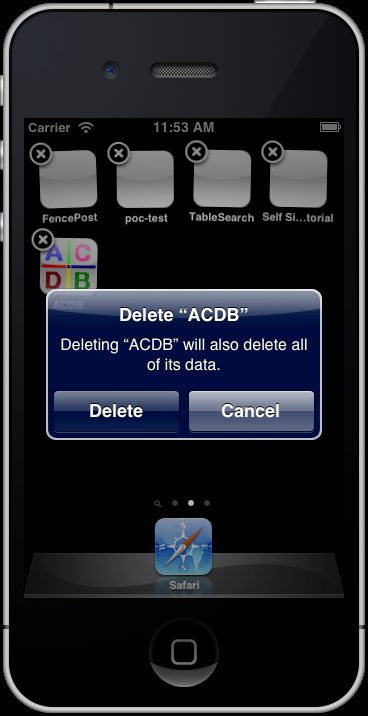 Carrier 11:53 AM
FencePost poc-test TableSearch Self Si...torial
A C
D B
ACDB
Delete “ACDB”
Deleting “ACDB” will also delete all
of its data.
Delete Cancel
N
Safari